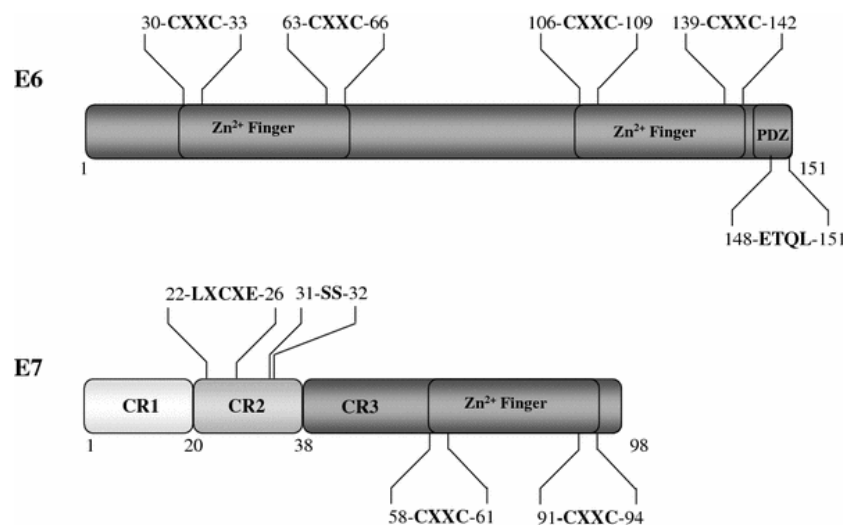 30-CXXC-33 63-CXXC-66 106-CXXC-109 139-CXXC-142
E6
Zn²⁺ Finger Zn²⁺ Finger PDZ
1 151
148-ETQL-151
22-LXCXE-26 31-SS-32
E7
CR1 CR2 CR3 Zn²⁺ Finger
1 20 38 98
58-CXXC-61 91-CXXC-94